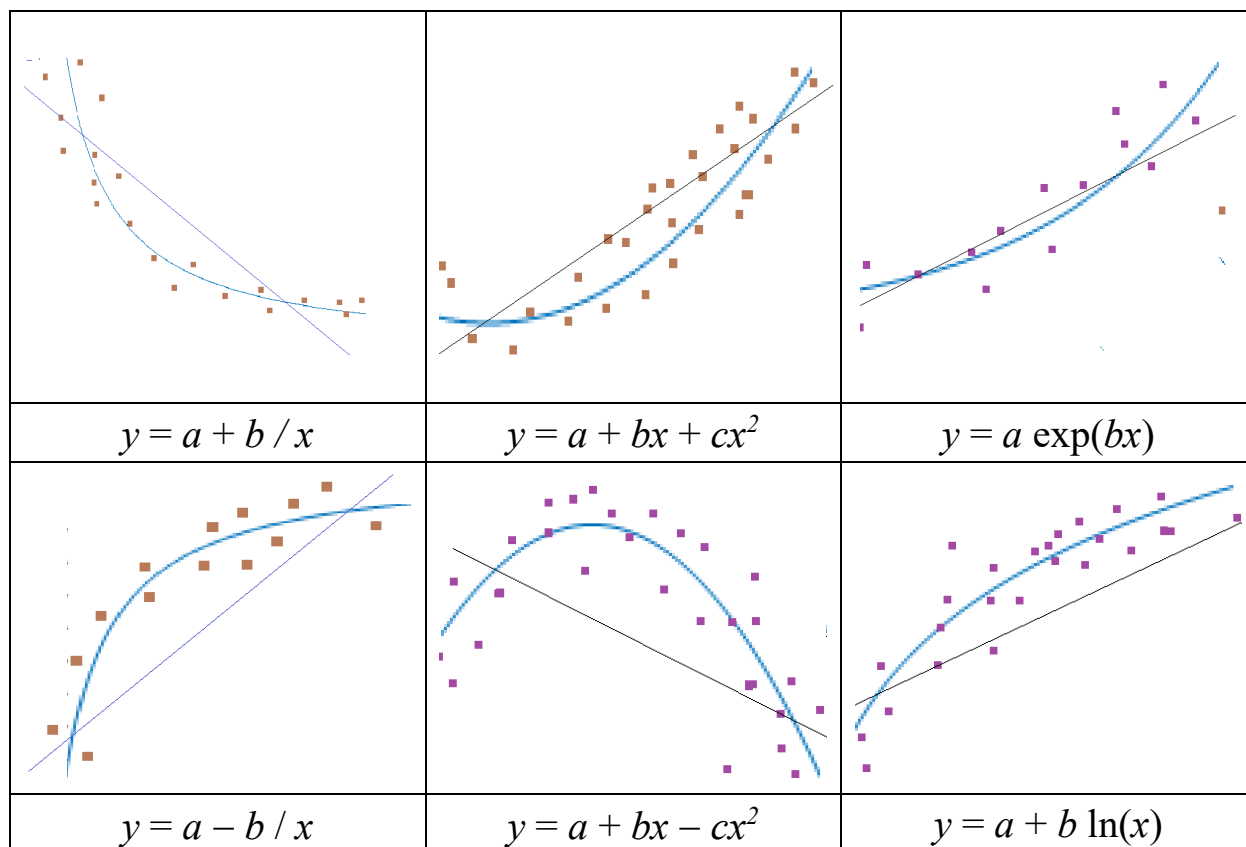 y = a + b / x
y = a + bx + cx²
y = a exp(bx)
y = a – b / x
y = a + bx – cx²
y = a + b ln(x)